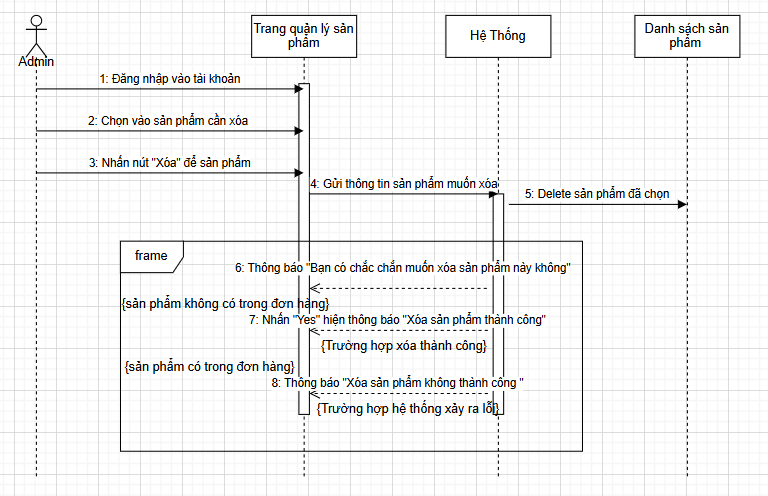 Trang quản lý sản
phẩm
Hệ Thống
Danh sách sản
phẩm
Admin
1: Đăng nhập vào tài khoản
2: Chọn vào sản phẩm cần xóa
3: Nhấn nút "Xóa" để sản phẩm
4: Gửi thông tin sản phẩm muốn xóa
5: Delete sản phẩm đã chọn
frame
6: Thông báo "Bạn có chắc chắn muốn xóa sản phẩm này không"
{sản phẩm không có trong đơn hàng}
7: Nhấn "Yes" hiện thông báo "Xóa sản phẩm thành công"
{Trường hợp xóa thành công}
{sản phẩm có trong đơn hàng}
8: Thông báo "Xóa sản phẩm không thành công "
{Trường hợp hệ thống xảy ra lỗi}